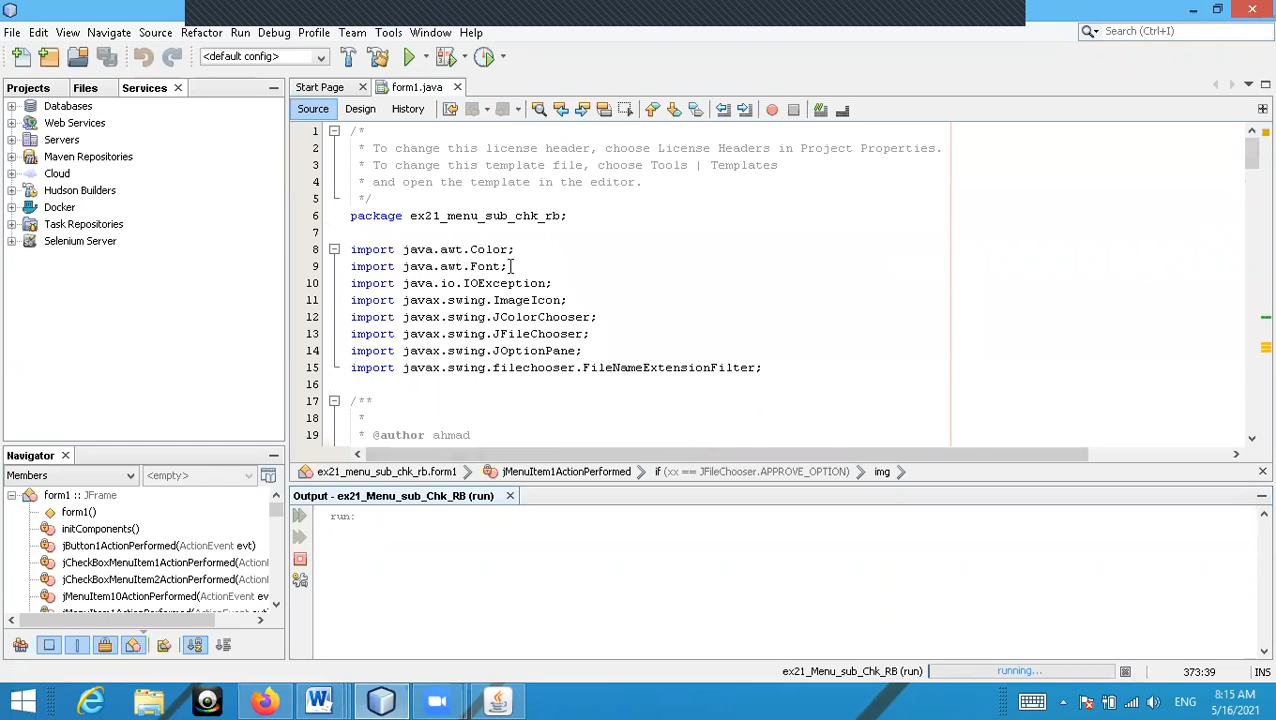 File Edit View Navigate Source Refactor Run Debug Profile Team Tools Window Help
Search (Ctrl+I)
<default config>
Projects Files Services
Start Page form1.java
Databases
Web Services
Servers
Maven Repositories
Cloud
Hudson Builders
Docker
Task Repositories
Selenium Server
Source Design History
1 /*
2 * To change this license header, choose License Headers in Project Properties.
3 * To change this template file, choose Tools | Templates
4 * and open the template in the editor.
5 */
6 package ex21_menu_sub_chk_rb;
7
8 import java.awt.Color;
9 import java.awt.Font;
10 import java.io.IOException;
11 import javax.swing.ImageIcon;
12 import javax.swing.JColorChooser;
13 import javax.swing.JFileChooser;
14 import javax.swing.JOptionPane;
15 import javax.swing.filechooser.FileNameExtensionFilter;
16
17 /**
18 *
19 * @author ahmad
ex21_menu_sub_chk_rb.form1 jMenuItem1ActionPerformed if (xx == JFileChooser.APPROVE_OPTION) img
Navigator
Members <empty>
form1 :: JFrame
form1()
initComponents()
jButton1ActionPerformed(ActionEvent evt)
jCheckBoxMenuItem1ActionPerformed(Action
jCheckBoxMenuItem2ActionPerformed(Action
jMenuItem10ActionPerformed(ActionEvent ev
jMenuItem11ActionPerformed(ActionEvent ev
Output - ex21_Menu_sub_Chk_RB (run)
run:
ex21_Menu_sub_Chk_RB (run) running... 373:39 INS
ENG
8:15 AM
5/16/2021